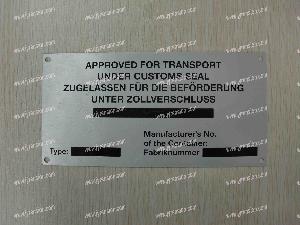 APPROVED FOR TRANSPORT
UNDER CUSTOMS SEAL
ZUGELASSEN FÜR DIE BEFÖRDERUNG
UNTER ZOLLVERSCHLUSS
Manufacturer's No.
of the Container:
Type:
Fabriknummer